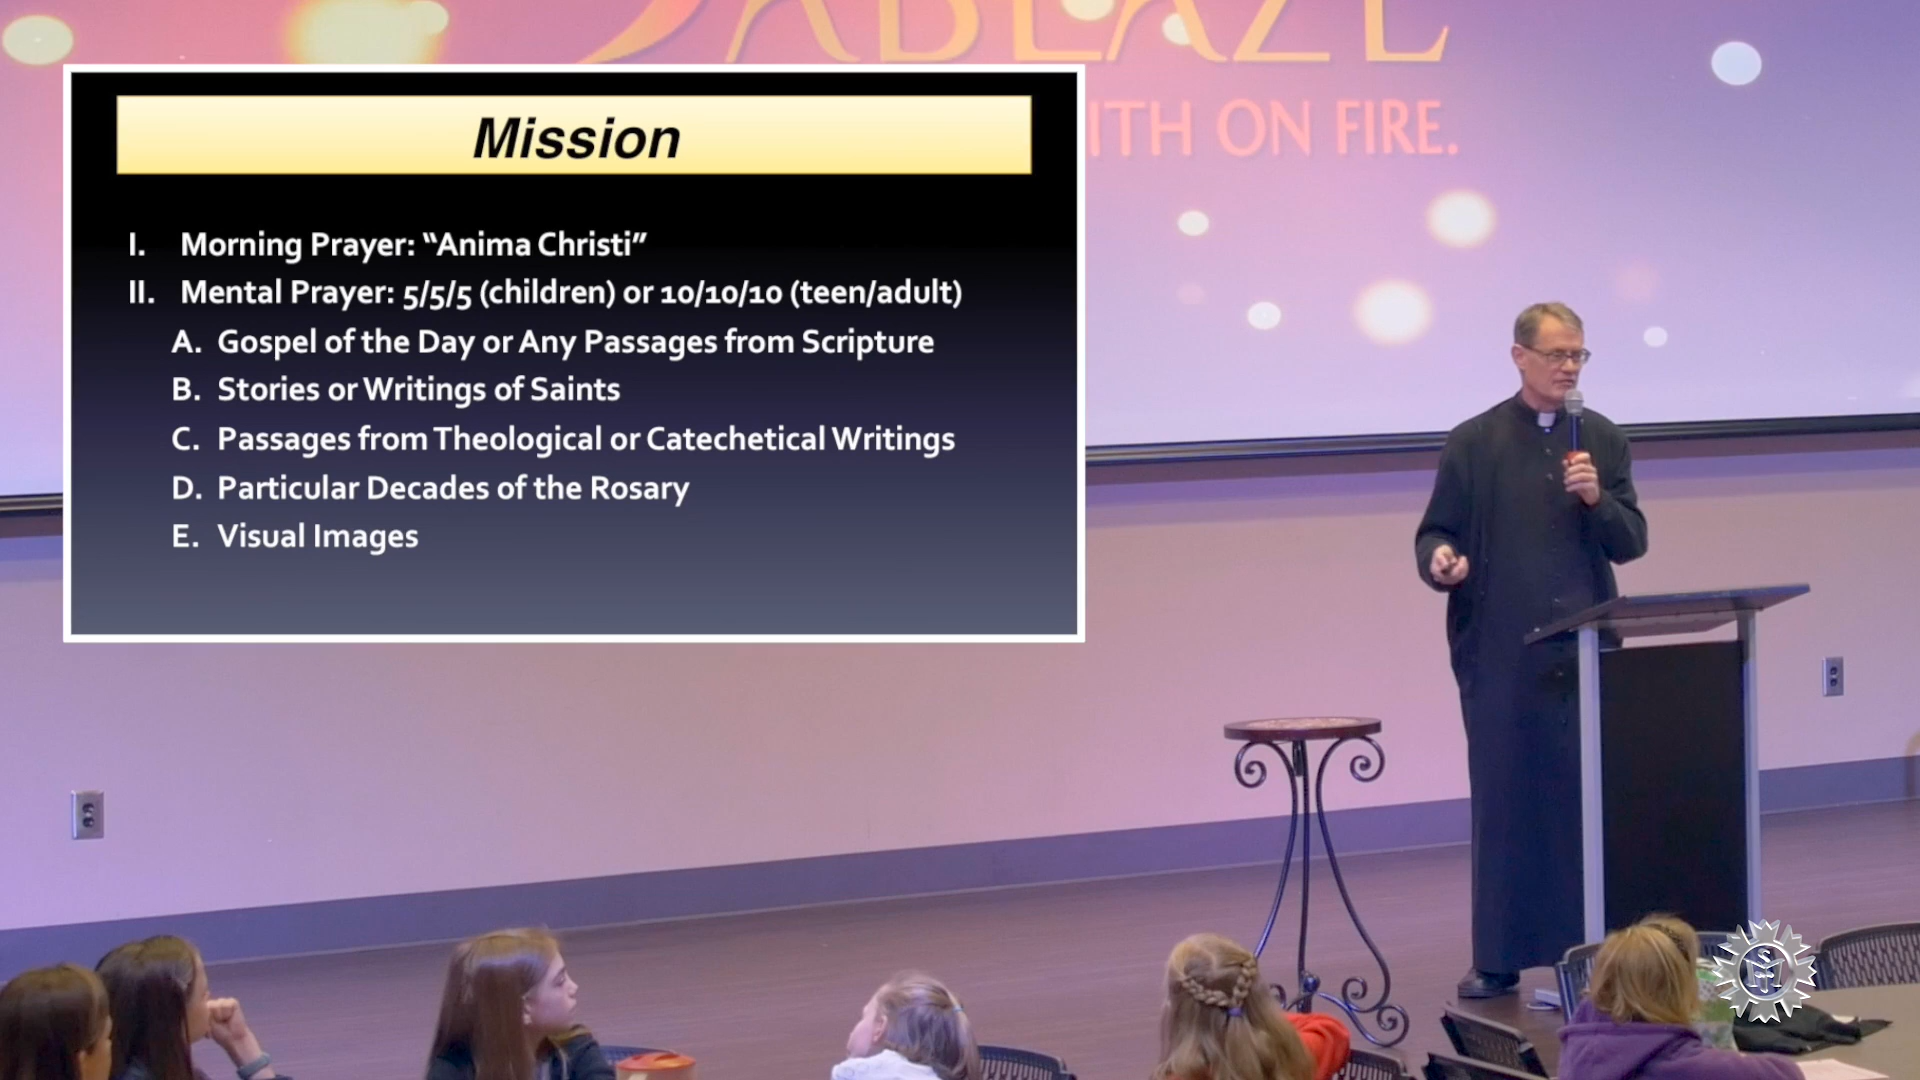 ABLAZE
ITH ON FIRE.
Mission
I. Morning Prayer: “Anima Christi”
II. Mental Prayer: 5/5/5 (children) or 10/10/10 (teen/adult)
A. Gospel of the Day or Any Passages from Scripture
B. Stories or Writings of Saints
C. Passages from Theological or Catechetical Writings
D. Particular Decades of the Rosary
E. Visual Images